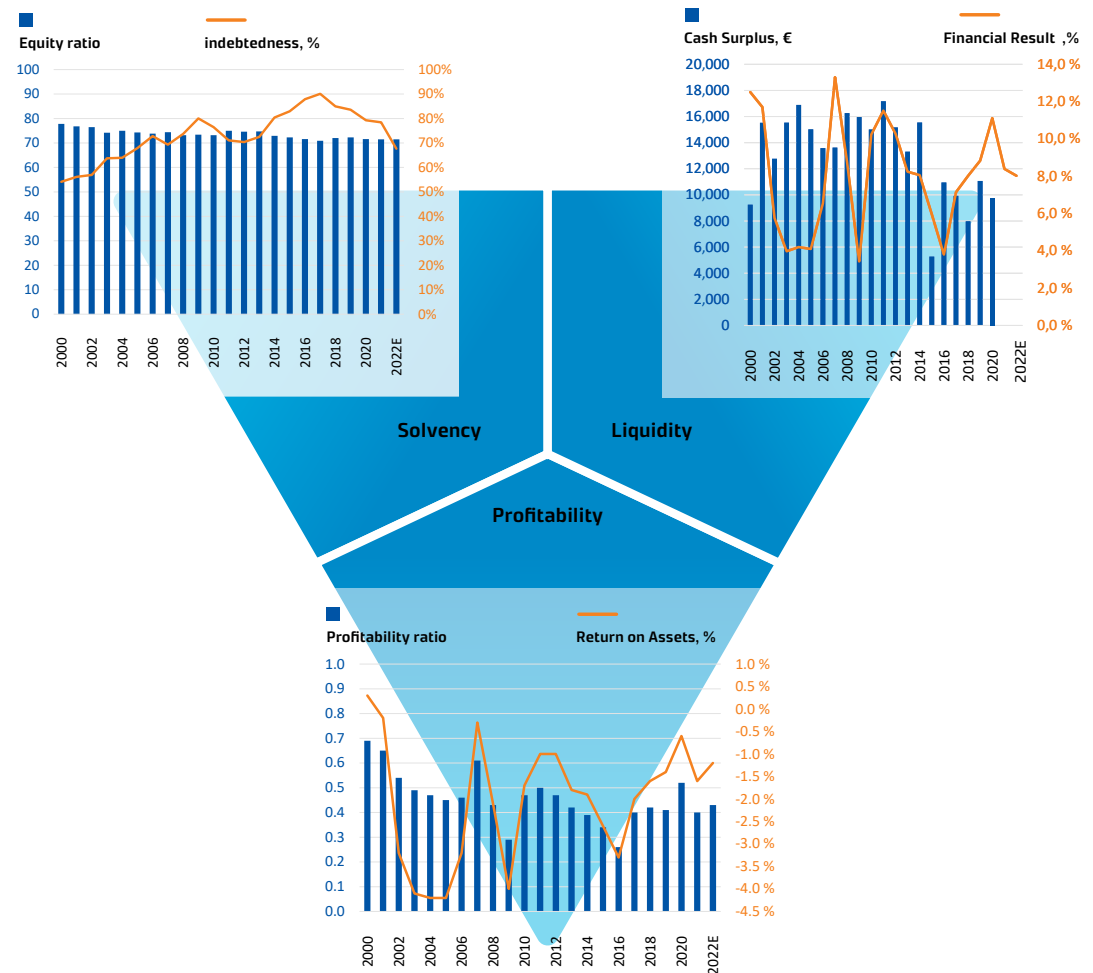 Equity ratio indebtedness, %
100 100%
90 90%
80 80%
70 70%
60 60%
50 50%
40 40%
30 30%
20 20%
10 10%
0 0%
2000 2002 2004 2006 2008 2010 2012 2014 2016 2018 2020 2022E
Cash Surplus, € Financial Result ,%
20,000 14,0 %
18,000 12,0 %
16,000 10,0 %
14,000 8,0 %
12,000 6,0 %
10,000 4,0 %
8,000 2,0 %
6,000 0,0 %
4,000
2,000
0
2000 2002 2004 2006 2008 2010 2012 2014 2016 2018 2020 2022E
Solvency Liquidity
Profitability
Profitability ratio Return on Assets, %
1.0 1.0 %
0.9 0.5 %
0.8 0.0 %
0.7 -0.5 %
0.6 -1.0 %
0.5 -1.5 %
0.4 -2.0 %
0.3 -2.5 %
0.2 -3.0 %
0.1 -3.5 %
0.0 -4.0 %
-4.5 %
2000 2002 2004 2006 2008 2010 2012 2014 2016 2018 2020 2022E